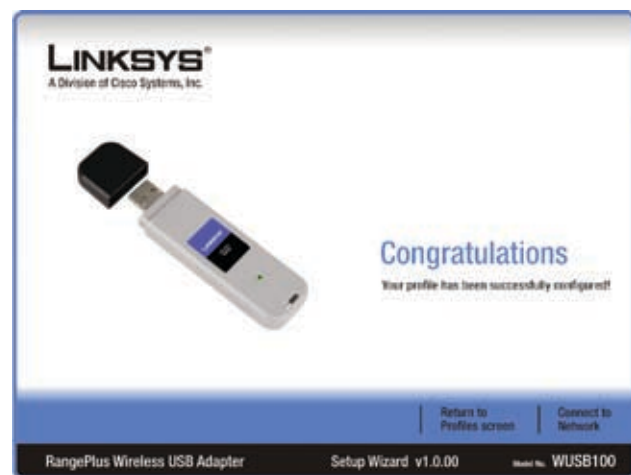 LINKSYS®
A Division of Cisco Systems, Inc.
Congratulations
Your profile has been successfully configured!
Return to
Profiles screen
Connect to
Network
RangePlus Wireless USB Adapter
Setup Wizard v1.0.00
Model No. WUSB100